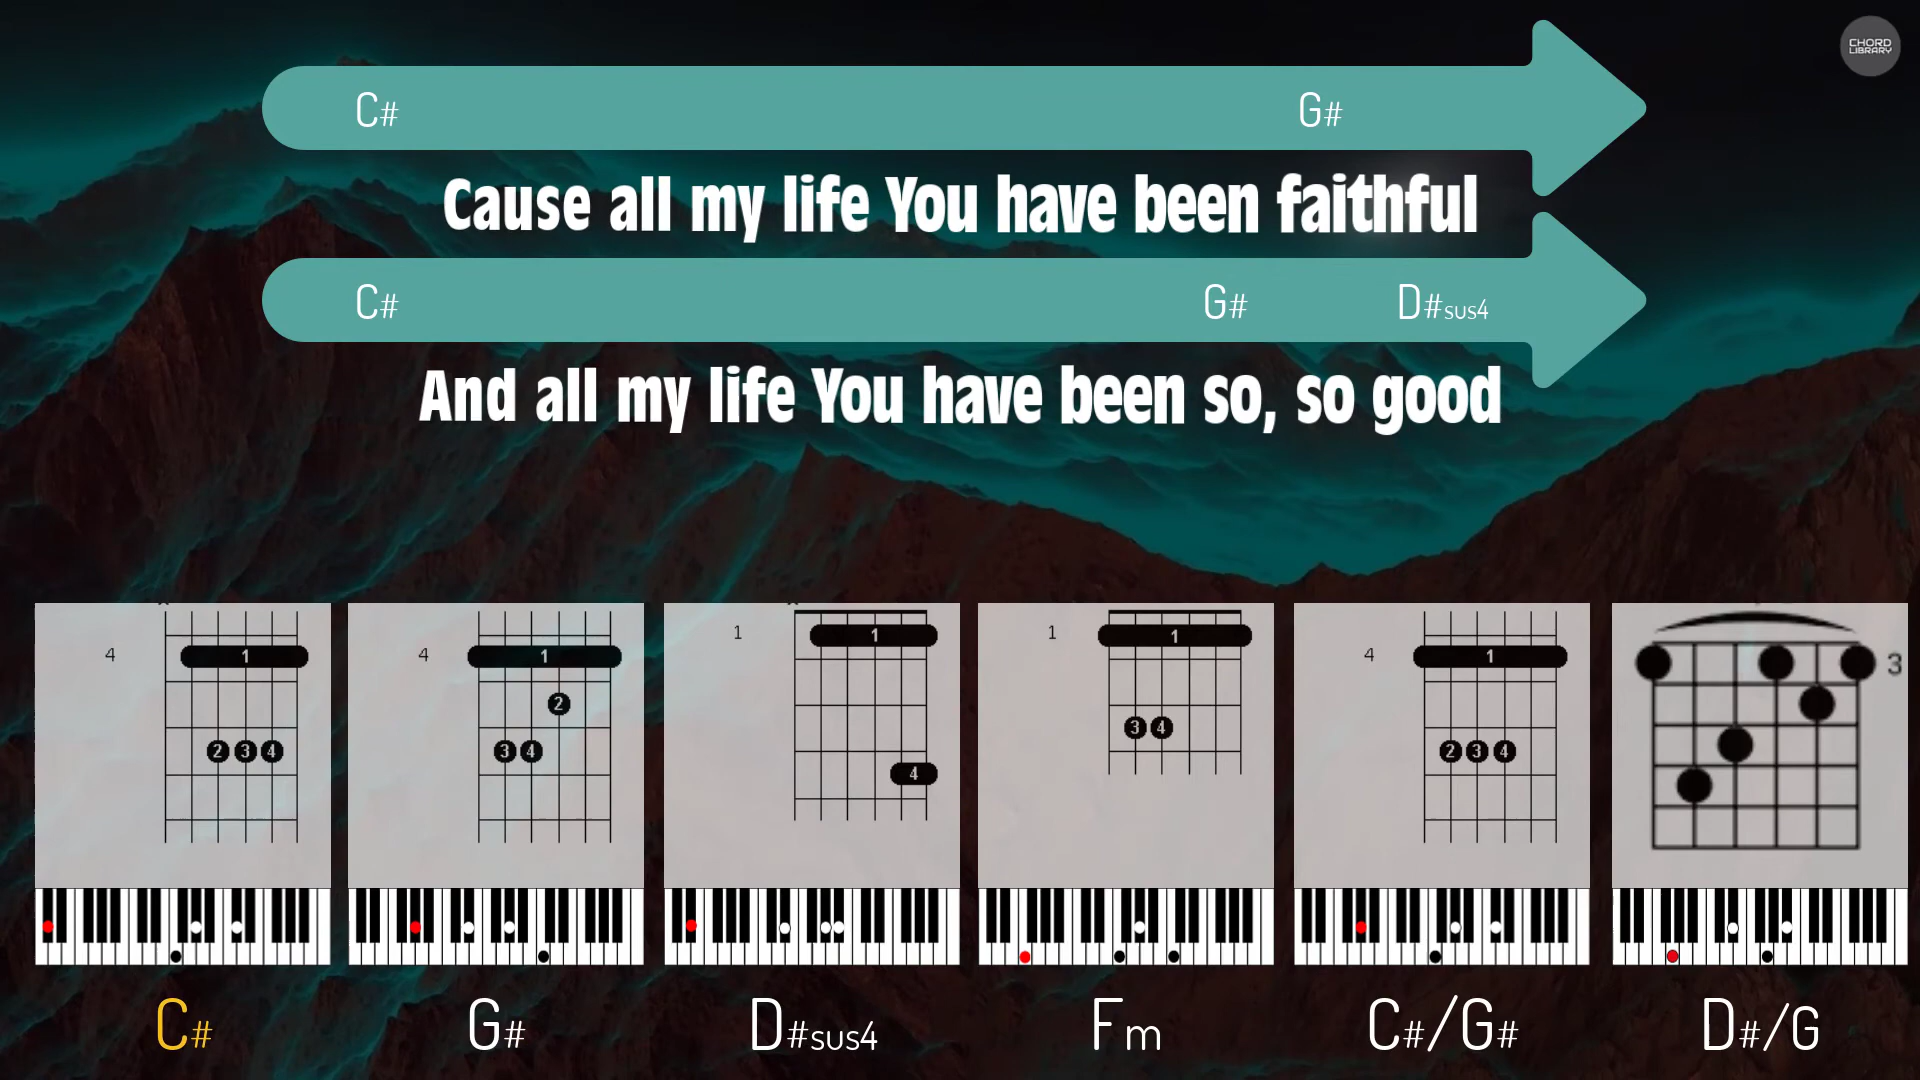 CHORD
LIBRARY
C# G#
Cause all my life You have been faithful
C# G# D#sus4
And all my life You have been so, so good
4 1 2 3 4
4 1 2 3 4
x 1 1 4
1 1 3 4
4 1 2 3 4
3
C# G# D#sus4 Fm C#/G# D#/G